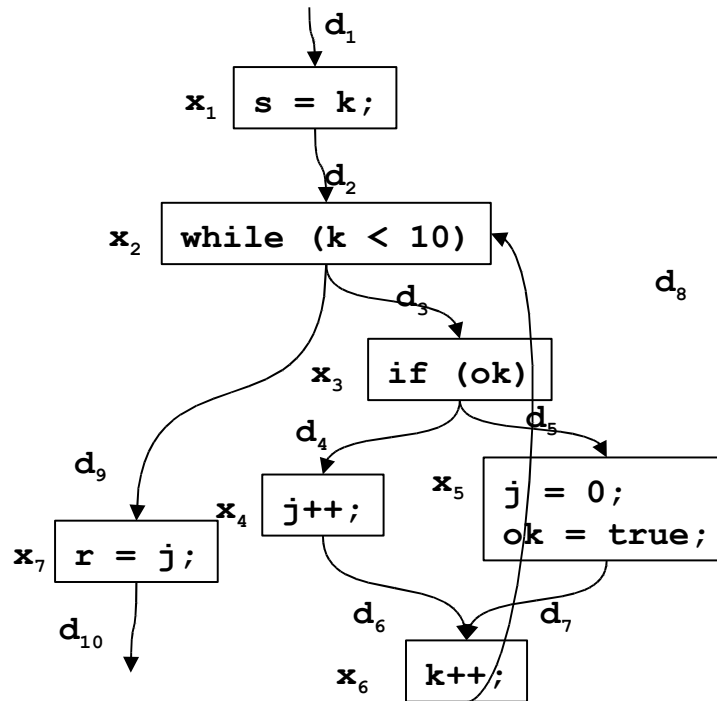 d₁
x₁ s = k;
d₂
x₂ while (k < 10)
d₈
d₃
x₃ if (ok)
d₄ d₅
d₉
x₄ j++;
x₅ j = 0;
ok = true;
x₇ r = j;
d₆ d₇
d₁₀
x₆ k++;